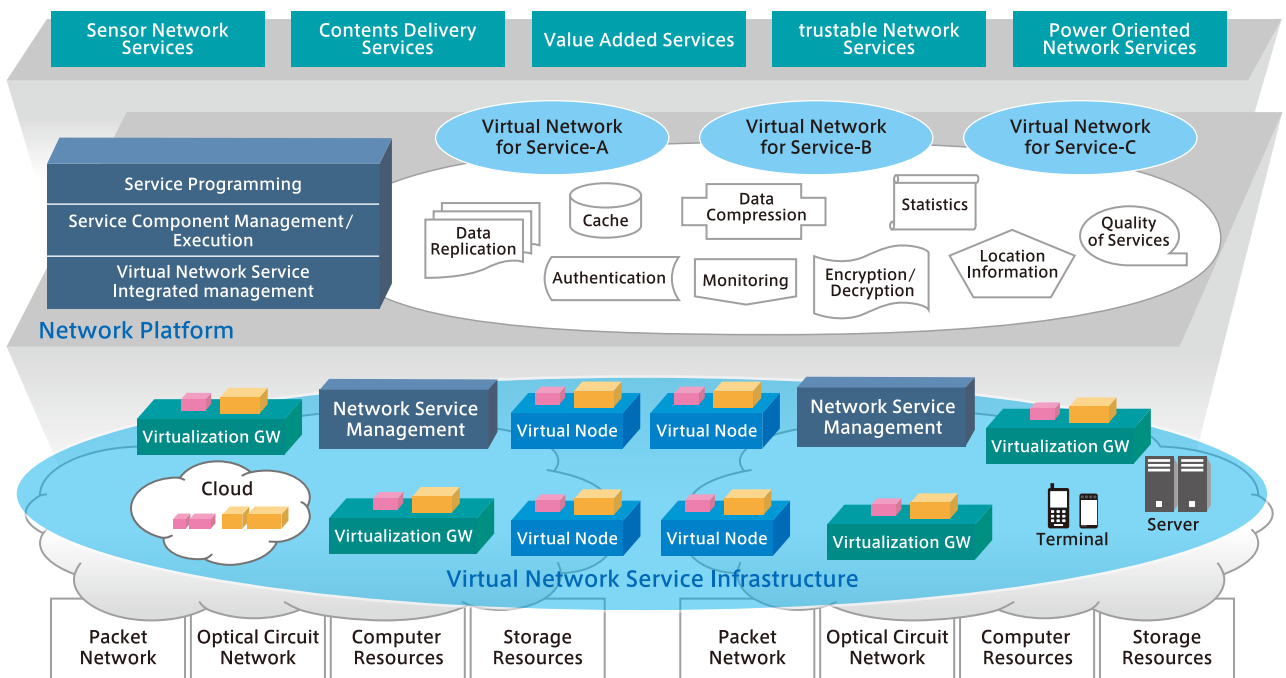 Sensor Network
Services
Contents Delivery
Services
Value Added Services
trustable Network
Services
Power Oriented
Network Services
Virtual Network
for Service-A
Virtual Network
for Service-B
Virtual Network
for Service-C
Service Programming
Service Component Management/
Execution
Virtual Network Service
Integrated management
Data
Replication
Cache
Data
Compression
Statistics
Quality
of Services
Authentication
Monitoring
Encryption/
Decryption
Location
Information
Network Platform
Virtualization GW
Network Service
Management
Virtual Node
Virtual Node
Network Service
Management
Virtualization GW
Cloud
Virtualization GW
Virtual Node
Virtual Node
Virtualization GW
Terminal
Server
Virtual Network Service Infrastructure
Packet
Network
Optical Circuit
Network
Computer
Resources
Storage
Resources
Packet
Network
Optical Circuit
Network
Computer
Resources
Storage
Resources